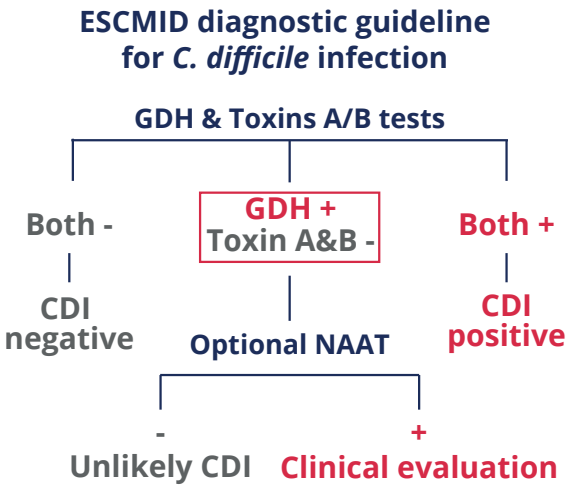 ESCMID diagnostic guideline
for C. difficile infection
GDH & Toxins A/B tests
Both -
GDH +
Toxin A&B -
Both +
CDI
negative
CDI
positive
Optional NAAT
-
Unlikely CDI
+
Clinical evaluation